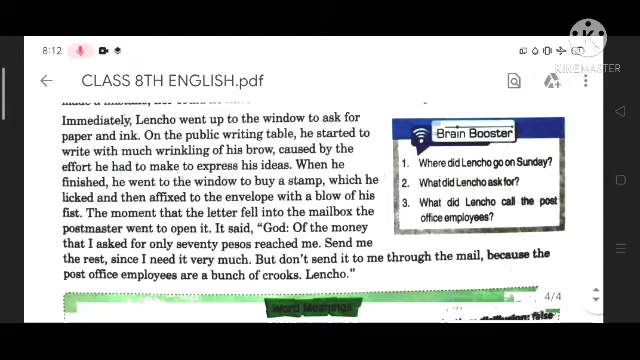 8:12
KINEMASTER
CLASS 8TH ENGLISH.pdf
Immediately, Lencho went up to the window to ask for
paper and ink. On the public writing table, he started to
write with much wrinkling of his brow, caused by the
effort he had to make to express his ideas. When he
finished, he went to the window to buy a stamp, which he
licked and then affixed to the envelope with a blow of his
fist. The moment that the letter fell into the mailbox the
postmaster went to open it. It said, “God: Of the money
that I asked for only seventy pesos reached me. Send me
the rest, since I need it very much. But don't send it to me through the mail, because the
post office employees are a bunch of crooks. Lencho.”
Brain Booster
1. Where did Lencho go on Sunday?
2. What did Lencho ask for?
3. What did Lencho call the post
office employees?
4/4
Word Meanings
false